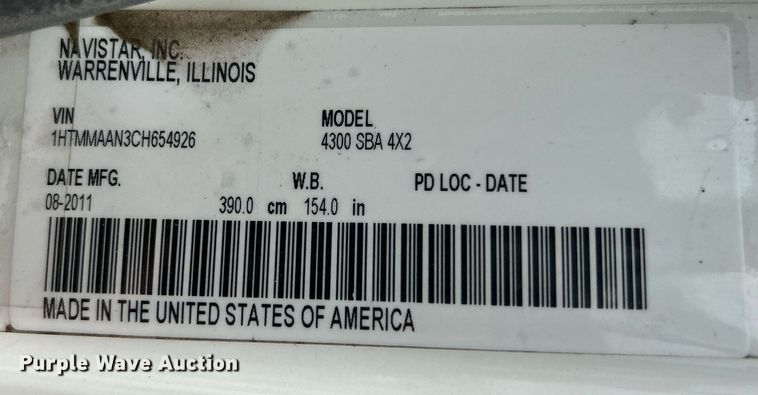 NAVISTAR, INC.
WARRENVILLE, ILLINOIS
VIN MODEL
1HTMMAAN3CH654926 4300 SBA 4X2
DATE MFG. W.B. PD LOC - DATE
08-2011 390.0 cm 154.0 in
MADE IN THE UNITED STATES OF AMERICA
Purple Wave Auction